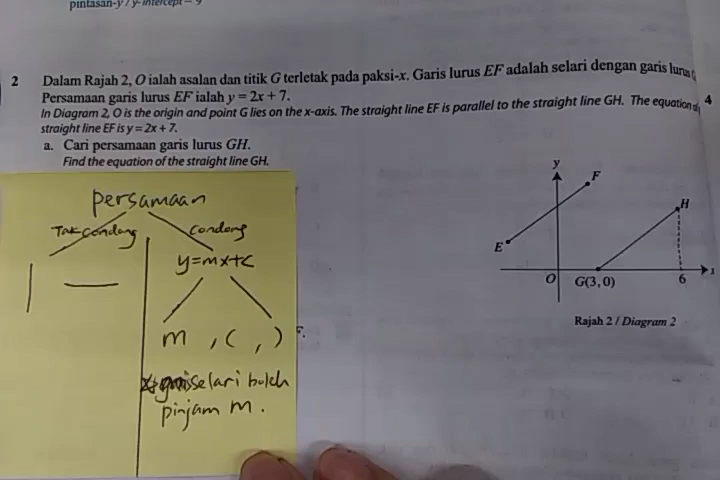 pintasan-y / y-intercept = 9
2 Dalam Rajah 2, O ialah asalan dan titik G terletak pada paksi-x. Garis lurus EF adalah selari dengan garis lurus
Persamaan garis lurus EF ialah y = 2x + 7.
In Diagram 2, O is the origin and point G lies on the x-axis. The straight line EF is parallel to the straight line GH. The equation
straight line EF is y = 2x + 7.
4
a. Cari persamaan garis lurus GH.
Find the equation of the straight line GH.
Persamaan
Tak condong
Condong
y=mx+c
m , ( , )
selari boleh
pinjam m.
F.
y
F
H
E
O
G(3,0)
6
x
Rajah 2 / Diagram 2